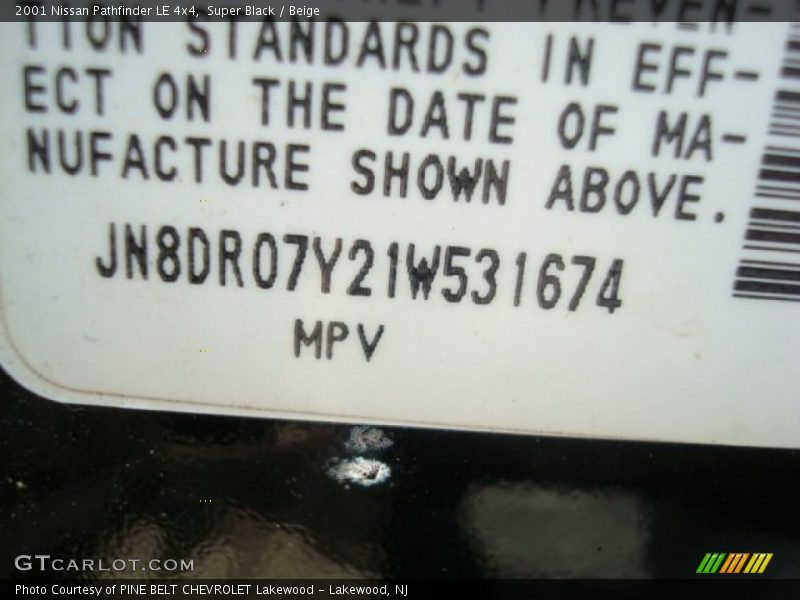 2001 Nissan Pathfinder LE 4x4, Super Black / Beige
TION STANDARDS IN EFF-
ECT ON THE DATE OF MA-
NUFACTURE SHOWN ABOVE.
JN8DR07Y21W531674
MPV
GTCARLOT.COM
Photo Courtesy of PINE BELT CHEVROLET Lakewood - Lakewood, NJ